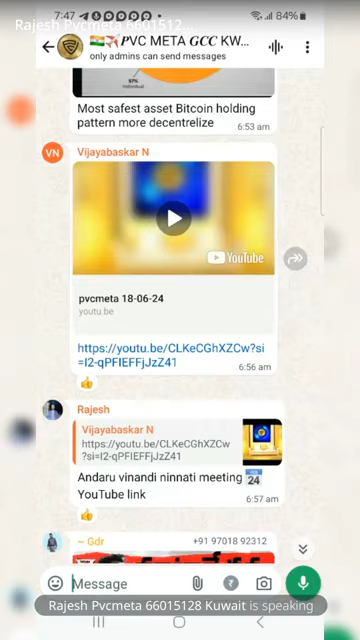 Rajesh Pvcmeta 6601512...
7:47
84%
🇮🇳✈️PVC META GCC KW...
only admins can send messages
57%
Individual
Most safest asset Bitcoin holding
pattern more decentrelize
6:53 am
VN
Vijayabaskar N
YouTube
pvcmeta 18-06-24
youtu.be
https://youtu.be/CLKeCGhXZCw?si
=I2-qPFIEFFjJzZ41
6:56 am
Rajesh
Vijayabaskar N
https://youtu.be/CLKeCGhXZCw
?si=I2-qPFIEFFjJzZ41
Andaru vinandi ninnati meeting 📆
YouTube link
6:57 am
~ Gdr
+91 97018 92312
Message
Rajesh Pvcmeta 66015128 Kuwait is speaking